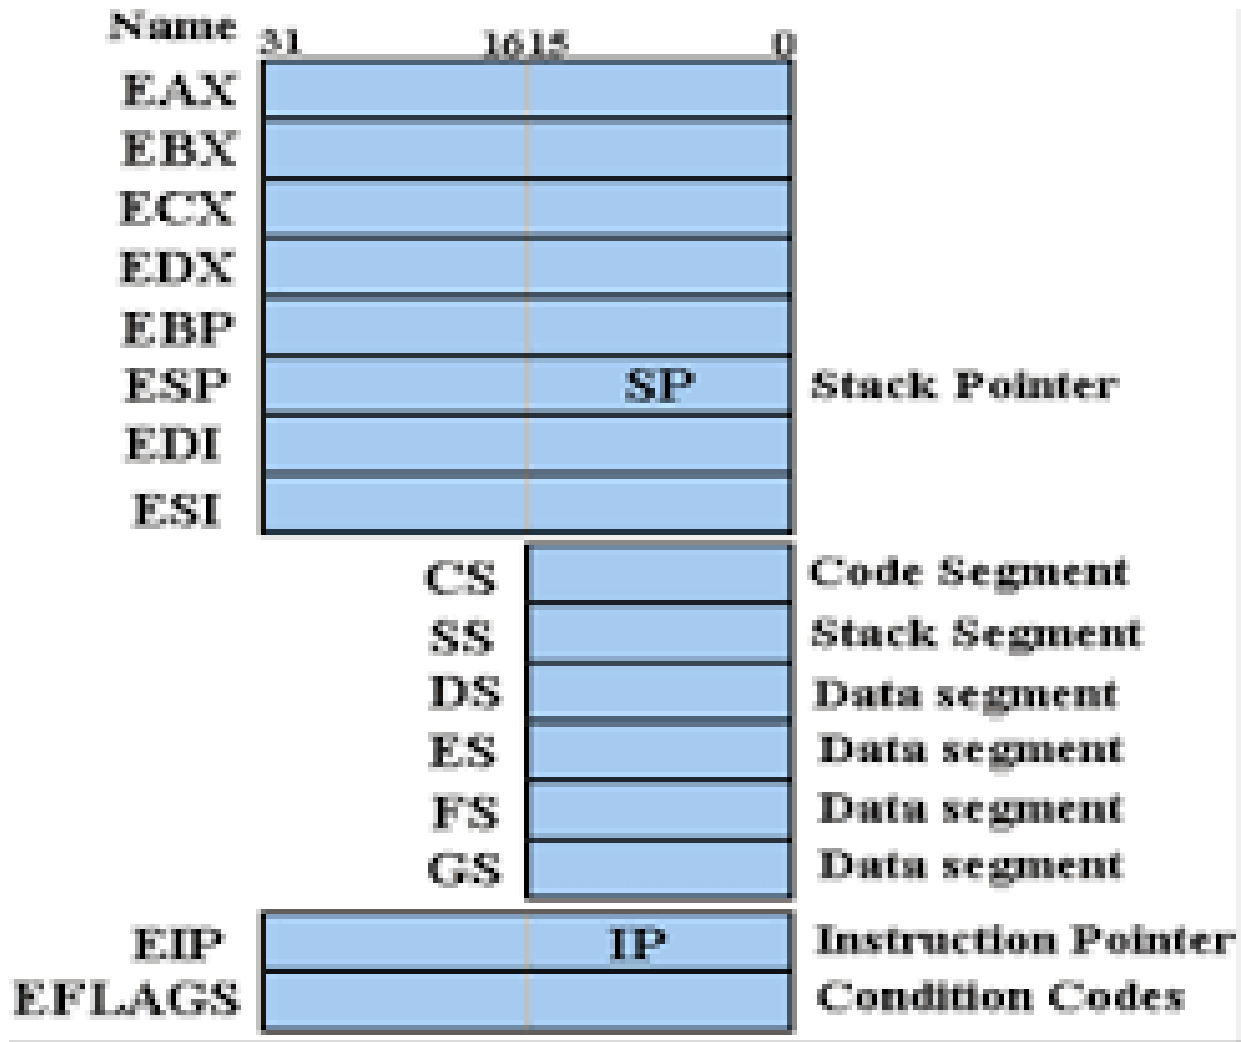 Name 31 16 15 0
EAX
EBX
ECX
EDX
EBP
ESP SP Stack Pointer
EDI
ESI
CS Code Segment
SS Stack Segment
DS Data segment
ES Data segment
FS Data segment
GS Data segment
EIP IP Instruction Pointer
EFLAGS Condition Codes